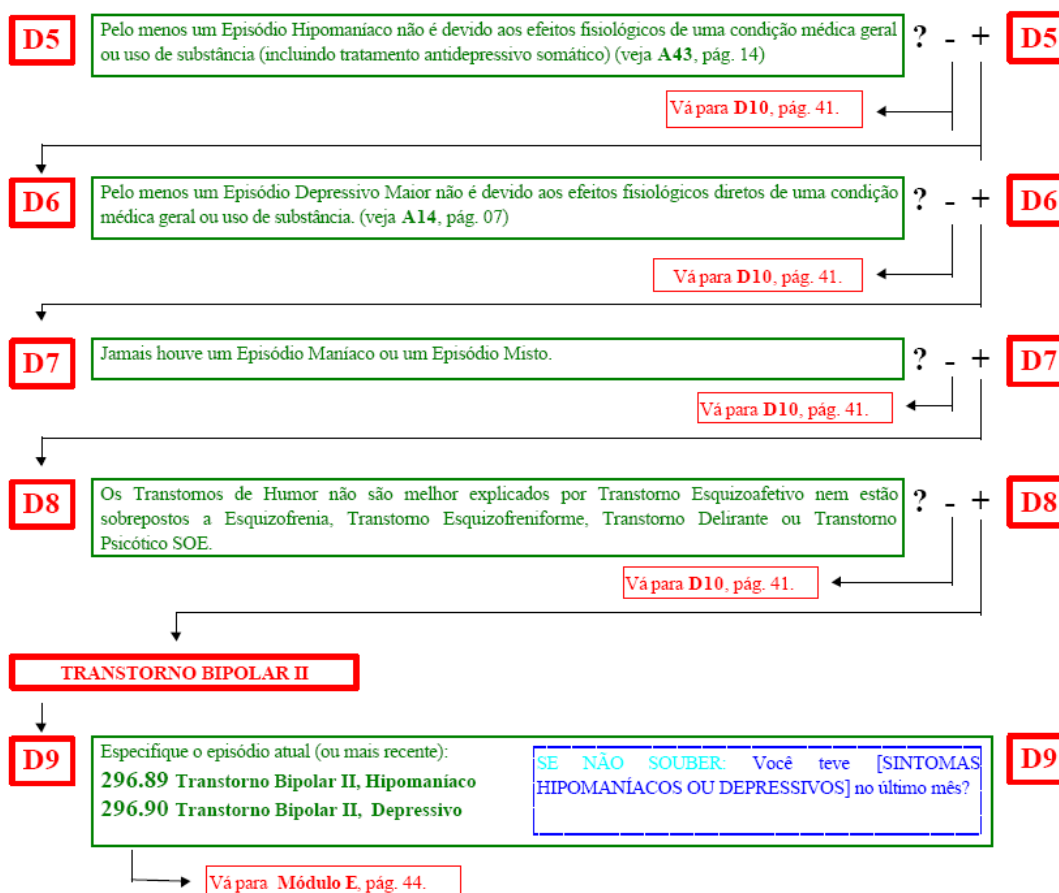 D5
Pelo menos um Episódio Hipomaníaco não é devido aos efeitos fisiológicos de uma condição médica geral
ou uso de substância (incluindo tratamento antidepressivo somático) (veja A43, pág. 14)
? - +
D5
Vá para D10, pág. 41.
D6
Pelo menos um Episódio Depressivo Maior não é devido aos efeitos fisiológicos diretos de uma condição
médica geral ou uso de substância. (veja A14, pág. 07)
? - +
D6
Vá para D10, pág. 41.
D7
Jamais houve um Episódio Maníaco ou um Episódio Misto.
? - +
D7
Vá para D10, pág. 41.
D8
Os Transtornos de Humor não são melhor explicados por Transtorno Esquizoafetivo nem estão
sobrepostos a Esquizofrenia, Transtorno Esquizofreniforme, Transtorno Delirante ou Transtorno
Psicótico SOE.
? - +
D8
Vá para D10, pág. 41.
TRANSTORNO BIPOLAR II
D9
Especifique o episódio atual (ou mais recente):
296.89 Transtorno Bipolar II, Hipomaníaco
296.90 Transtorno Bipolar II, Depressivo
SE NÃO SOUBER: Você teve [SINTOMAS
HIPOMANÍACOS OU DEPRESSIVOS] no último mês?
D9
Vá para Módulo E, pág. 44.